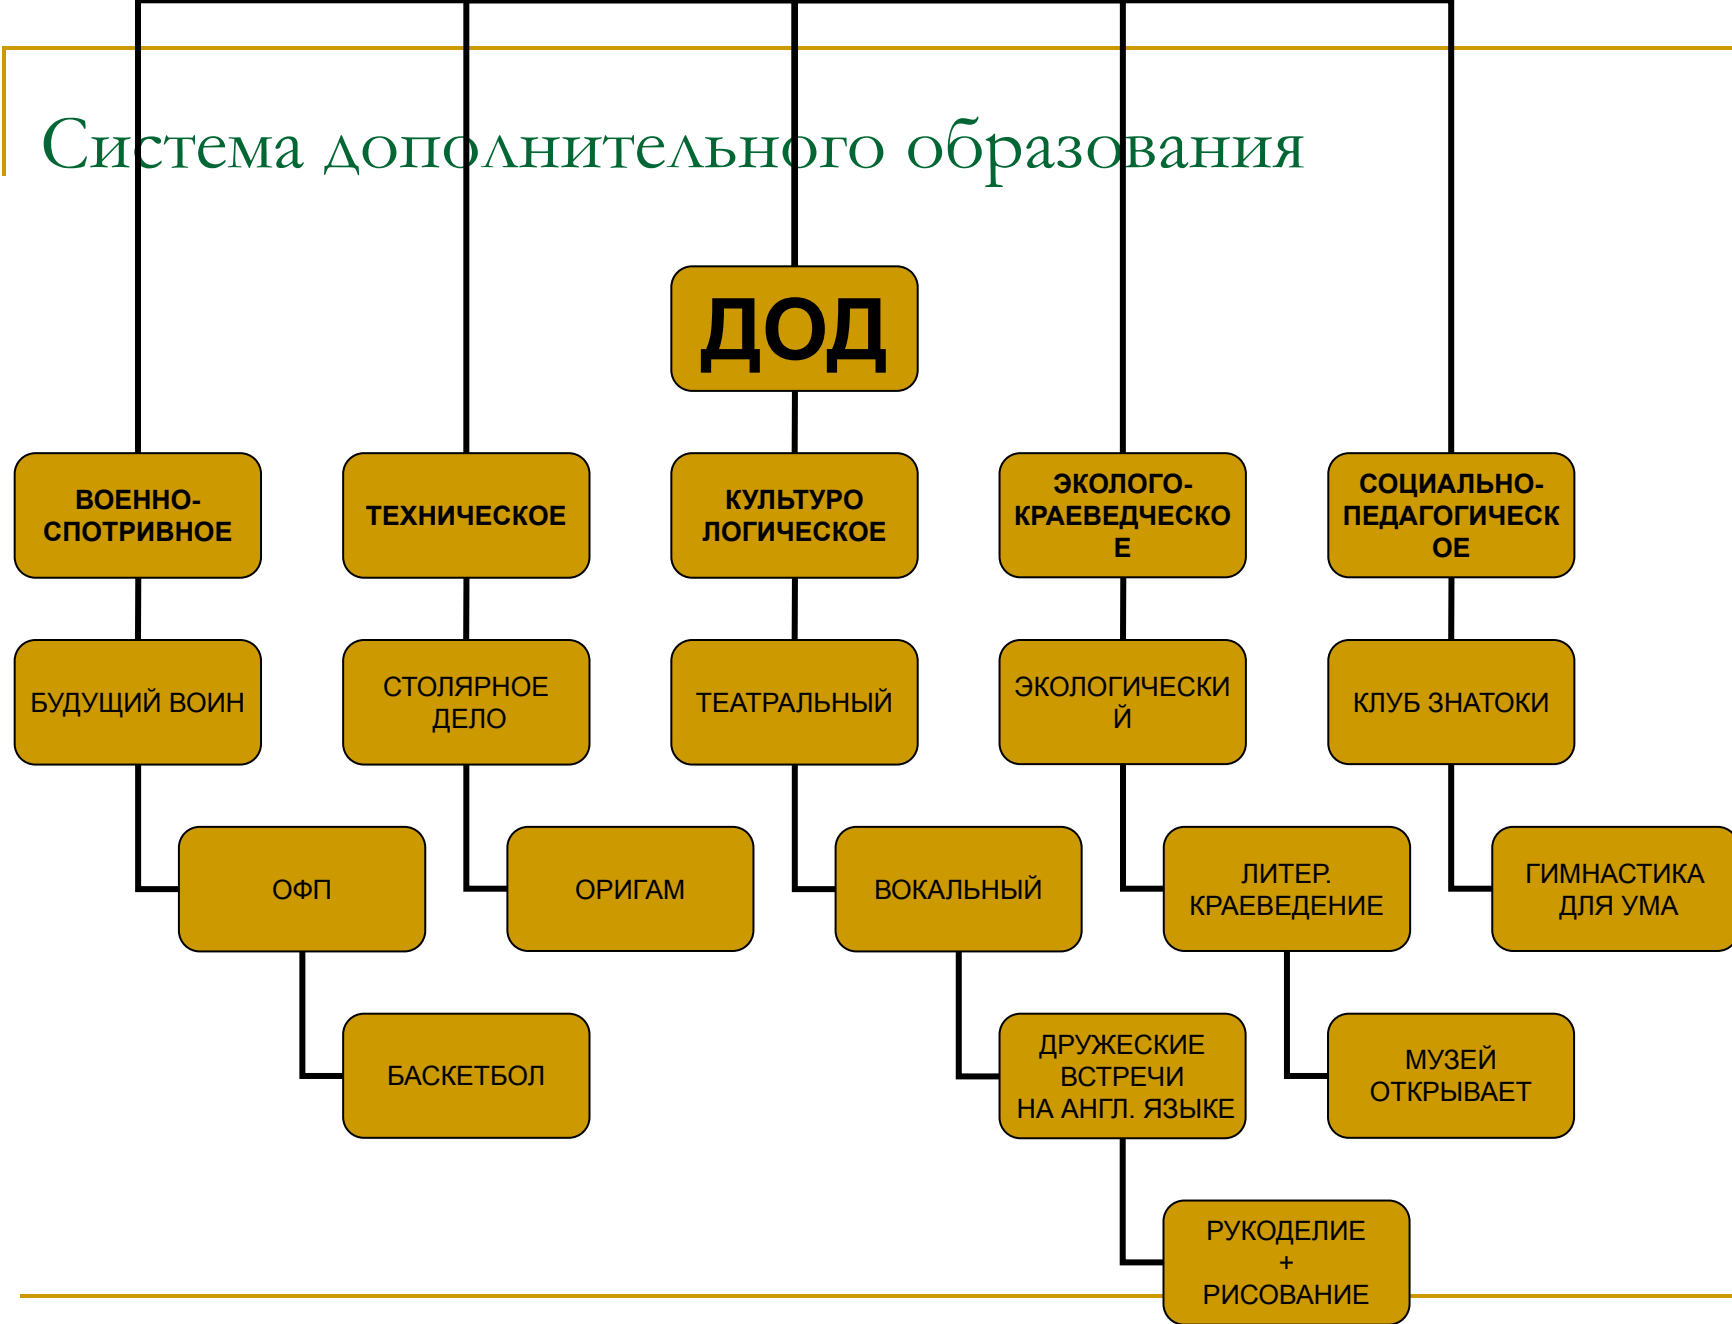 Система дополнительного образования
ДОД
ВОЕННО-
СПОТРИВНОЕ
ТЕХНИЧЕСКОЕ
КУЛЬТУРО
ЛОГИЧЕСКОЕ
ЭКОЛОГО-
КРАЕВЕДЧЕСКО
Е
СОЦИАЛЬНО-
ПЕДАГОГИЧЕСК
ОЕ
БУДУЩИЙ ВОИН
СТОЛЯРНОЕ
ДЕЛО
ТЕАТРАЛЬНЫЙ
ЭКОЛОГИЧЕСКИ
Й
КЛУБ ЗНАТОКИ
ОФП
ОРИГАМ
ВОКАЛЬНЫЙ
ЛИТЕР.
КРАЕВЕДЕНИЕ
ГИМНАСТИКА
ДЛЯ УМА
БАСКЕТБОЛ
ДРУЖЕСКИЕ
ВСТРЕЧИ
НА АНГЛ. ЯЗЫКЕ
МУЗЕЙ
ОТКРЫВАЕТ
РУКОДЕЛИЕ
+
РИСОВАНИЕ